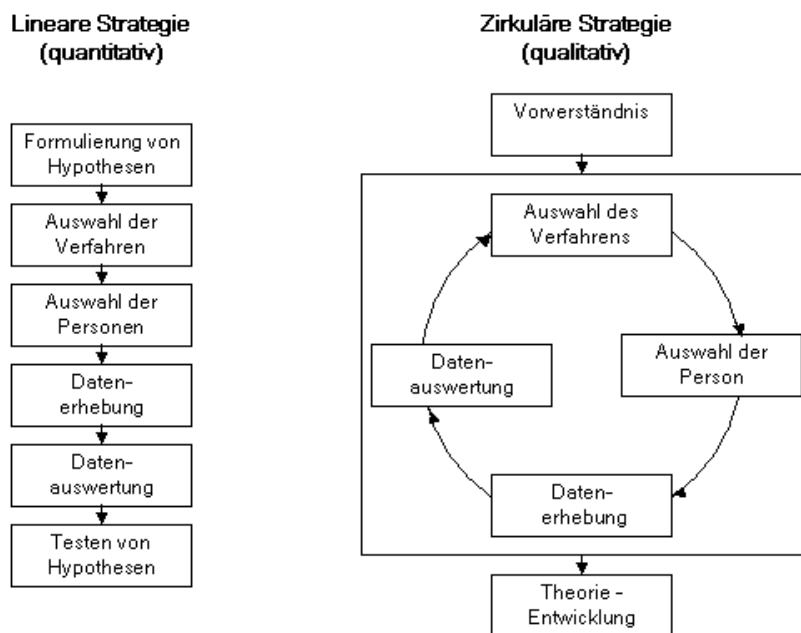 Lineare Strategie
(quantitativ)
Formulierung von
Hypothesen
Auswahl der
Verfahren
Auswahl der
Personen
Daten-
erhebung
Daten-
auswertung
Testen von
Hypothesen
Zirkuläre Strategie
(qualitativ)
Vorverständnis
Auswahl des
Verfahrens
Auswahl der
Person
Daten-
erhebung
Daten-
auswertung
Theorie -
Entwicklung